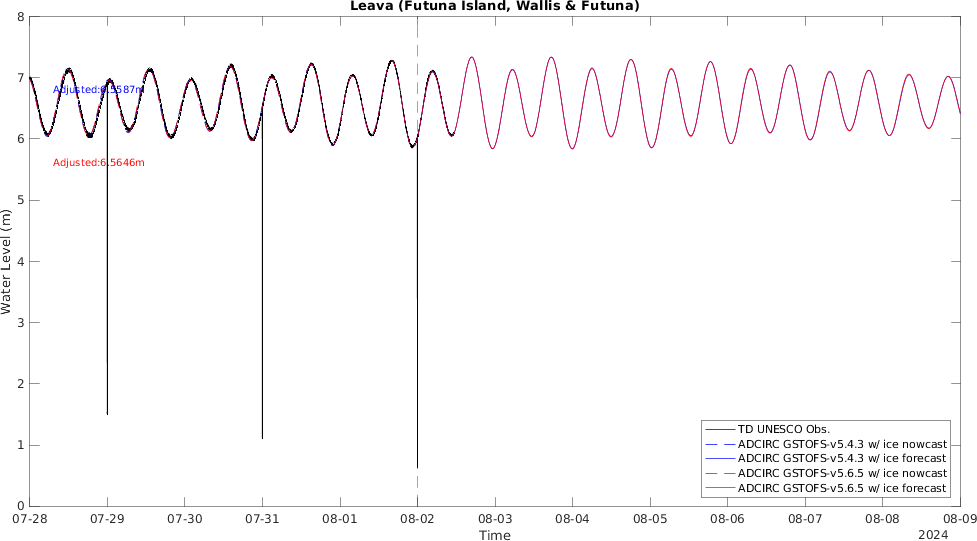 Leava (Futuna Island, Wallis & Futuna)
8
7
6
5
4
3
2
1
0
Water Level (m)
Adjusted:6.5587m
Adjusted:6.5646m
TD UNESCO Obs.
ADCIRC GSTOFS-v5.4.3 w/ ice nowcast
ADCIRC GSTOFS-v5.4.3 w/ ice forecast
ADCIRC GSTOFS-v5.6.5 w/ ice nowcast
ADCIRC GSTOFS-v5.6.5 w/ ice forecast
07-28 07-29 07-30 07-31 08-01 08-02 08-03 08-04 08-05 08-06 08-07 08-08 08-09
Time
2024